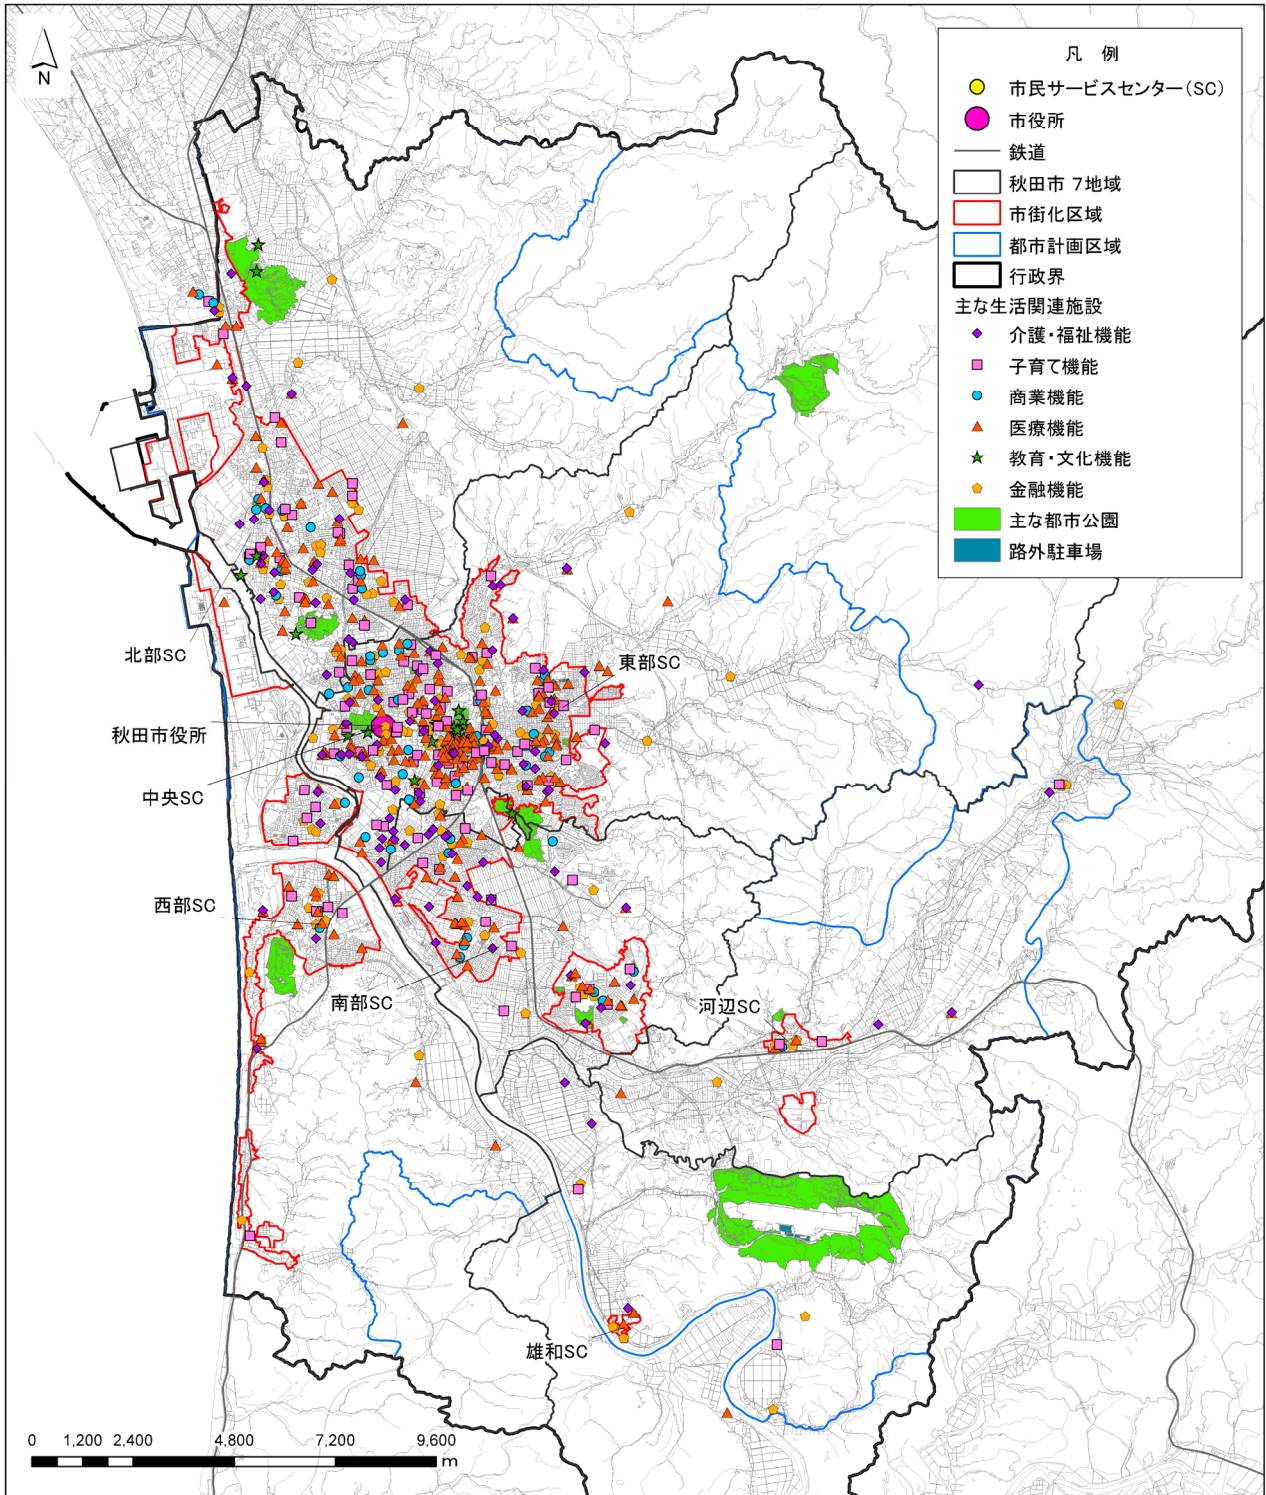 N
凡 例
市民サービスセンター(SC)
市役所
鉄道
秋田市 7地域
市街化区域
都市計画区域
行政界
主な生活関連施設
介護・福祉機能
子育て機能
商業機能
医療機能
教育・文化機能
金融機能
主な都市公園
路外駐車場
北部SC
東部SC
秋田市役所
中央SC
西部SC
南部SC
河辺SC
雄和SC
0 1,200 2,400 4,800 7,200 9,600
m